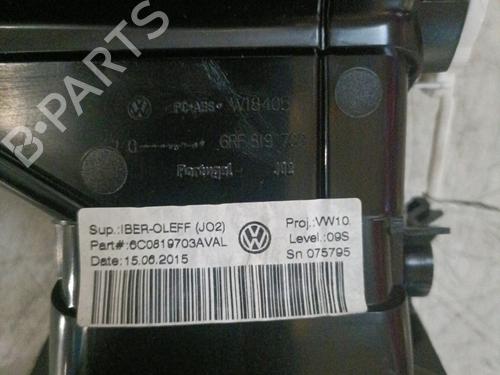 B-Parts
PC+ABS W18405
6RF 819 703
Portugal J02
Sup.:IBER-OLEFF (JO2)
Proj.:VW10
Part#:6C0819703AVAL
Level.:09S
Date:15.06.2015
Sn 075795